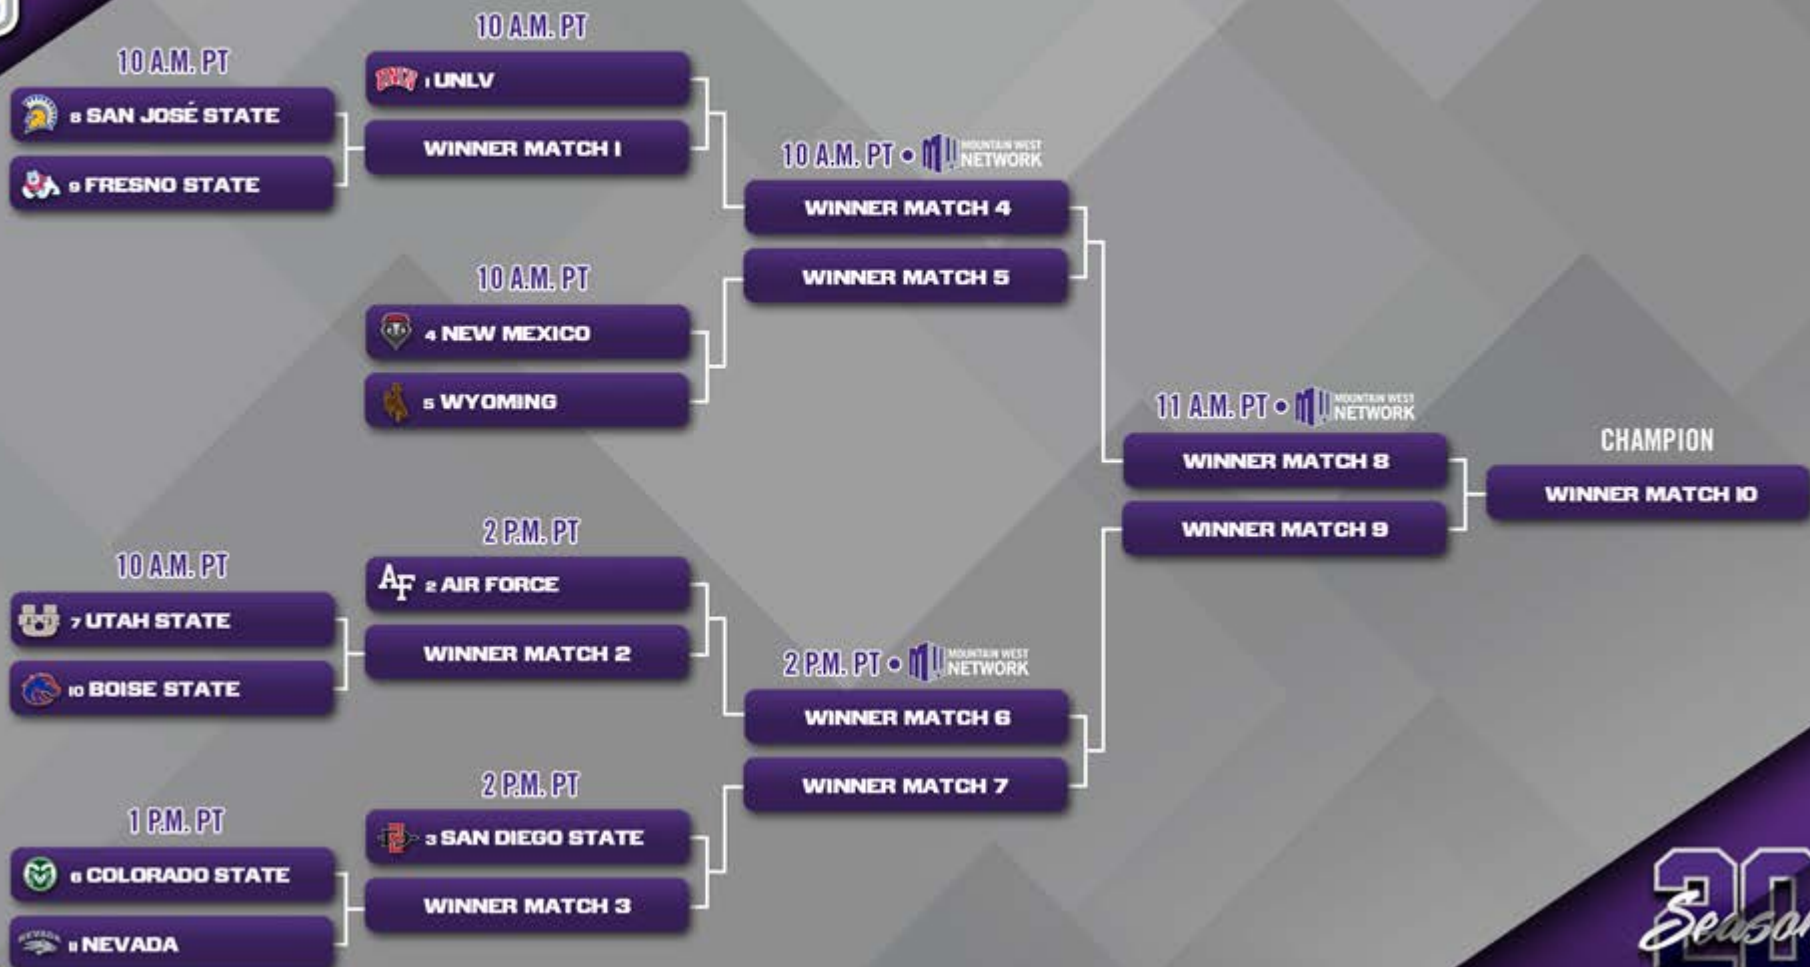 10 A.M. PT
8 SAN JOSÉ STATE
9 FRESNO STATE
10 A.M. PT
7 UTAH STATE
10 BOISE STATE
1 P.M. PT
6 COLORADO STATE
NEVADA
11 NEVADA
10 A.M. PT
UNLV
1 UNLV
WINNER MATCH 1
10 A.M. PT
4 NEW MEXICO
5 WYOMING
2 P.M. PT
AF
2 AIR FORCE
WINNER MATCH 2
2 P.M. PT
3 SAN DIEGO STATE
WINNER MATCH 3
10 A.M. PT • MOUNTAIN WEST
NETWORK
WINNER MATCH 4
WINNER MATCH 5
2 P.M. PT • MOUNTAIN WEST
NETWORK
WINNER MATCH 6
WINNER MATCH 7
11 A.M. PT • MOUNTAIN WEST
NETWORK
WINNER MATCH 8
WINNER MATCH 9
CHAMPION
WINNER MATCH 10
20
Season